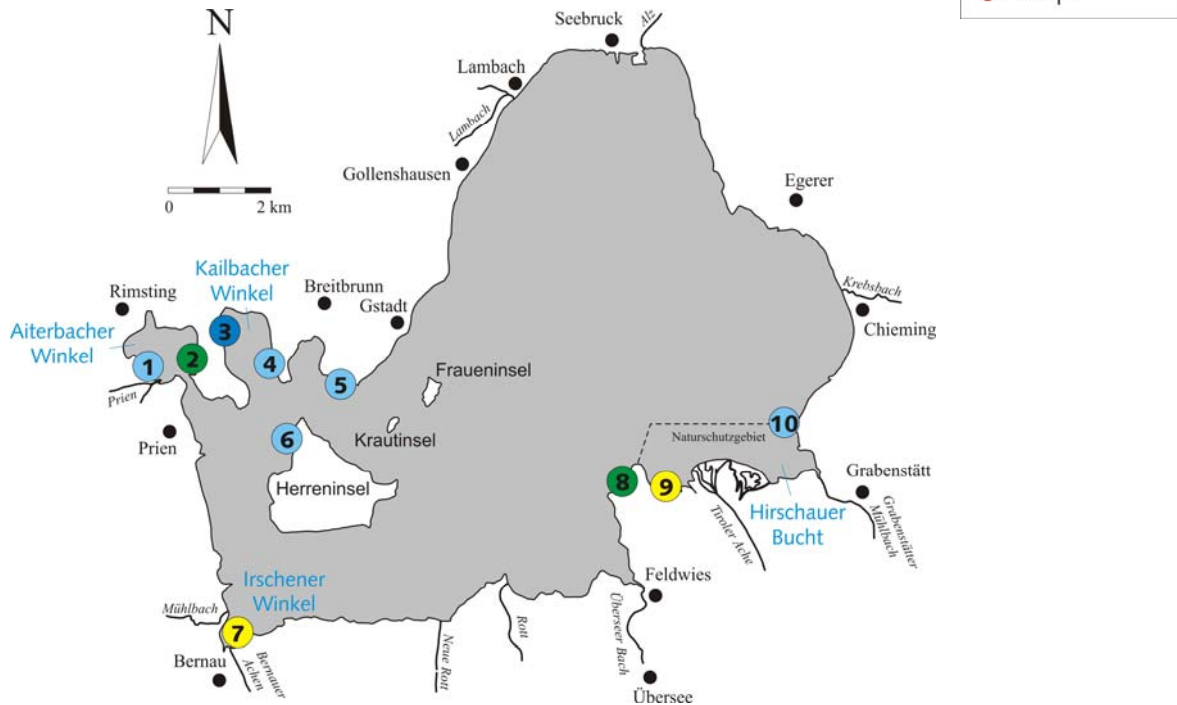 N
0 2 km
Seebruck
Alz
Lambach
Lambach
Gollenshausen
Egerer
Kailbacher
Winkel
Breitbrunn
Gstadt
Rimsting
Aiterbacher
Winkel
Krebsbach
Chieming
3
2
1
4
5
Fraueninsel
Prien
Prien
6
Krautinsel
Herreninsel
10
Naturschutzgebiet
8
9
Grabenstätt
Grabenstätter
Mühlbach
Hirschauer
Bucht
Tiroler Ache
Irschener
Winkel
Feldwies
Mühlbach
7
Bernau
Bernauer
Achen
Neue Rott
Rott
Überseer Bach
Übersee